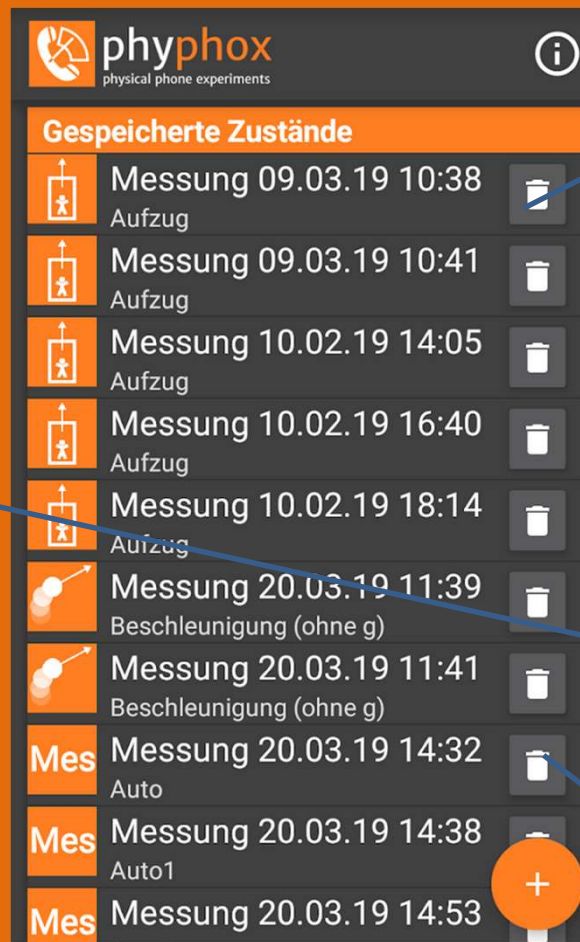 phyphox
physical phone experiments
Gespeicherte Zustände
Messung 09.03.19 10:38
Aufzug
Messung 09.03.19 10:41
Aufzug
Messung 10.02.19 14:05
Aufzug
Messung 10.02.19 16:40
Aufzug
Messung 10.02.19 18:14
Aufzug
Messung 20.03.19 11:39
Beschleunigung (ohne g)
Messung 20.03.19 11:41
Beschleunigung (ohne g)
Mes Messung 20.03.19 14:32
Auto
Mes Messung 20.03.19 14:38
Auto1
Mes Messung 20.03.19 14:53